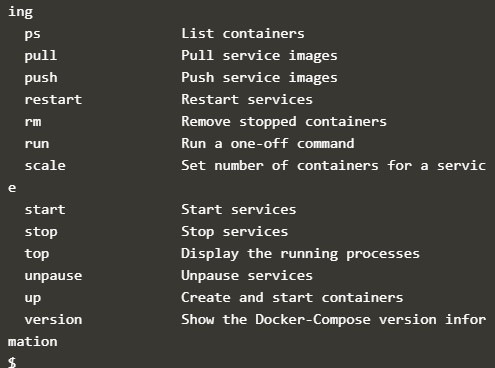 ing
  ps                 List containers
  pull               Pull service images
  push               Push service images
  restart            Restart services
  rm                 Remove stopped containers
  run                Run a one-off command
  scale              Set number of containers for a servic
e
  start              Start services
  stop               Stop services
  top                Display the running processes
  unpause            Unpause services
  up                 Create and start containers
  version            Show the Docker-Compose version infor
mation
$